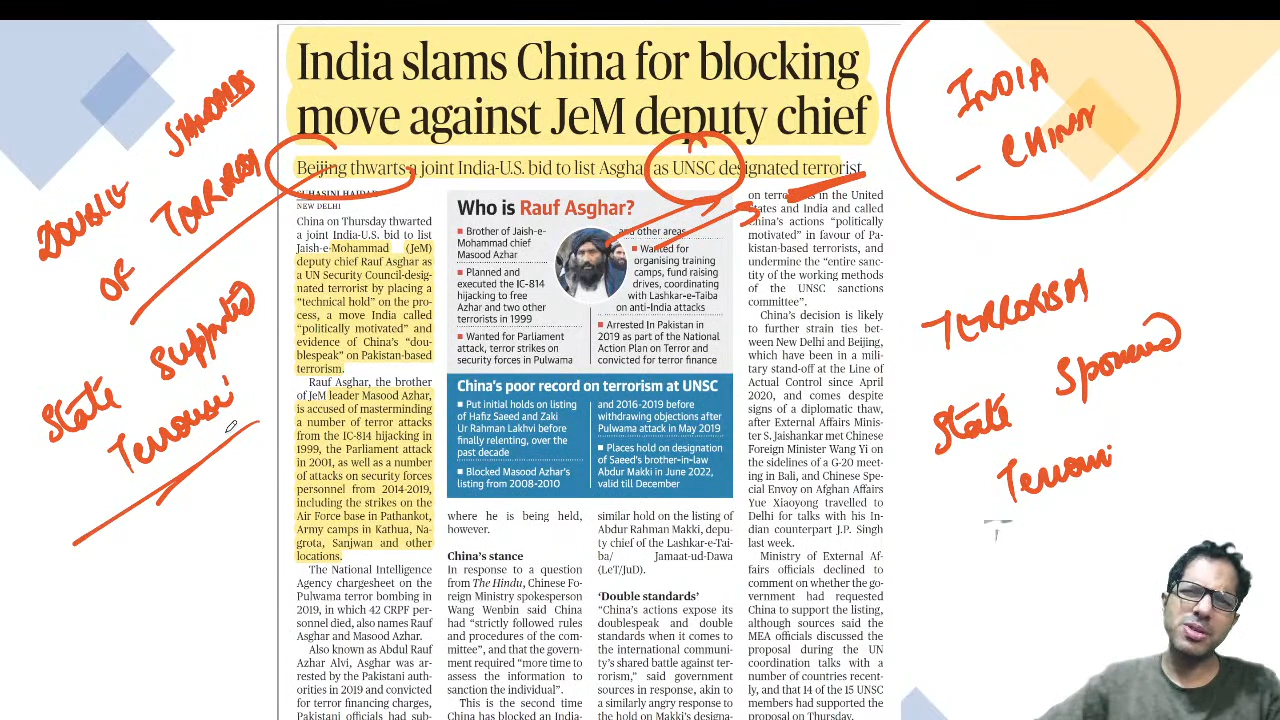 India slams China for blocking
move against JeM deputy chief
Beijing thwarts a joint India-U.S. bid to list Asghar as UNSC designated terrorist
SUHASINI HAIDAR
NEW DELHI
China on Thursday thwarted
a joint India-U.S. bid to list
Jaish-e-Mohammad (JeM)
deputy chief Rauf Asghar as
a UN Security Council-desig-
nated terrorist by placing a
“technical hold” on the pro-
cess, a move India called
“politically motivated” and
evidence of China’s “dou-
blespeak” on Pakistan-based
terrorism.
Rauf Asghar, the brother
of JeM leader Masood Azhar,
is accused of masterminding
a number of terror attacks
from the IC-814 hijacking in
1999, the Parliament attack
in 2001, as well as a number
of attacks on security forces
personnel from 2014-2019,
including the strikes on the
Air Force base in Pathankot,
Army camps in Kathua, Na-
grota, Sanjwan and other
locations.
The National Intelligence
Agency chargesheet on the
Pulwama terror bombing in
2019, in which 42 CRPF per-
sonnel died, also names Rauf
Asghar and Masood Azhar.
Also known as Abdul Rauf
Azhar Alvi, Asghar was ar-
rested by the Pakistani auth-
orities in 2019 and convicted
for terror financing charges,
Pakistani officials had sub-
Who is Rauf Asghar?
Brother of Jaish-e-
Mohammad chief
Masood Azhar
Planned and
executed the IC-814
hijacking to free
Azhar and two other
terrorists in 1999
Wanted for Parliament
attack, terror strikes on
security forces in Pulwama
and other areas
Wanted for
organising training
camps, fund raising
drives, coordinating
with Lashkar-e-Taiba
on anti-India attacks
Arrested In Pakistan in
2019 as part of the National
Action Plan on Terror and
convicted for terror finance
China’s poor record on terrorism at UNSC
Put initial holds on listing
of Hafiz Saeed and Zaki
Ur Rahman Lakhvi before
finally relenting, over the
past decade
Blocked Masood Azhar’s
listing from 2008-2010
and 2016-2019 before
withdrawing objections after
Pulwama attack in May 2019
Places hold on designation
of Saeed’s brother-in-law
Abdur Makki in June 2022,
valid till December
where he is being held,
however.
China’s stance
In response to a question
from The Hindu, Chinese Fo-
reign Ministry spokesperson
Wang Wenbin said China
had “strictly followed rules
and procedures of the com-
mittee”, and that the govern-
ment required “more time to
assess the information to
sanction the individual”.
This is the second time
China has blocked an India-
similar hold on the listing of
Abdur Rahman Makki, depu-
ty chief of the Lashkar-e-Tai-
ba/ Jamaat-ud-Dawa
(LeT/JuD).
‘Double standards’
“China’s actions expose its
doublespeak and double
standards when it comes to
the international communi-
ty’s shared battle against ter-
rorism,” said government
sources in response, akin to
a similarly angry response to
the hold on Makki’s designa-
on terrorists in the United
States and India and called
China’s actions “politically
motivated” in favour of Pa-
kistan-based terrorists, and
undermine the “entire sanc-
tity of the working methods
of the UNSC sanctions
committee”.
China’s decision is likely
to further strain ties bet-
ween New Delhi and Beijing,
which have been in a mili-
tary stand-off at the Line of
Actual Control since April
2020, and comes despite
signs of a diplomatic thaw,
after External Affairs Minis-
ter S. Jaishankar met Chinese
Foreign Minister Wang Yi on
the sidelines of a G-20 meet-
ing in Bali, and Chinese Spe-
cial Envoy on Afghan Affairs
Yue Xiaoyong travelled to
Delhi for talks with his In-
dian counterpart J.P. Singh
last week.
Ministry of External Af-
fairs officials declined to
comment on whether the go-
vernment had requested
China to support the listing,
although sources said the
MEA officials discussed the
proposal during the UN
coordination talks with a
number of countries recent-
ly, and that 14 of the 15 UNSC
members had supported the
proposal on Thursday.
DOUBLE STANDARDS
OF TERRORISM
State Supported
INDIA
- CHINA
TERRORISM
State